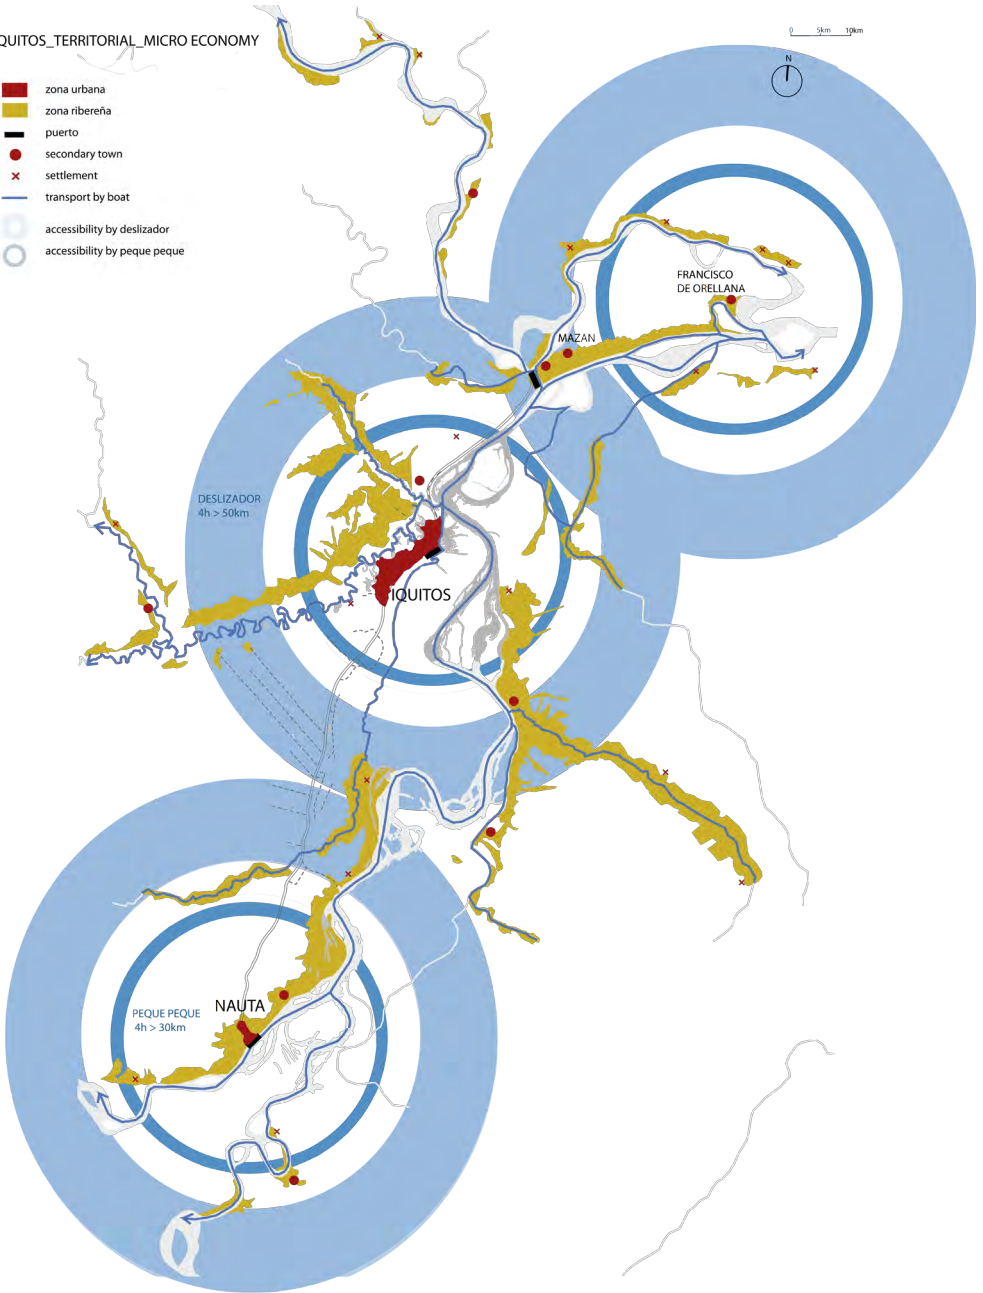 QUITOS_TERRITORIAL_MICRO ECONOMY
0 5km 10km
N
zona urbana
zona ribereña
puerto
secondary town
settlement
transport by boat
accessibility by deslizador
accessibility by peque peque
FRANCISCO
DE ORELLANA
MAZAN
DESLIZADOR
4h > 50km
IQUITOS
NAUTA
PEQUE PEQUE
4h > 30km